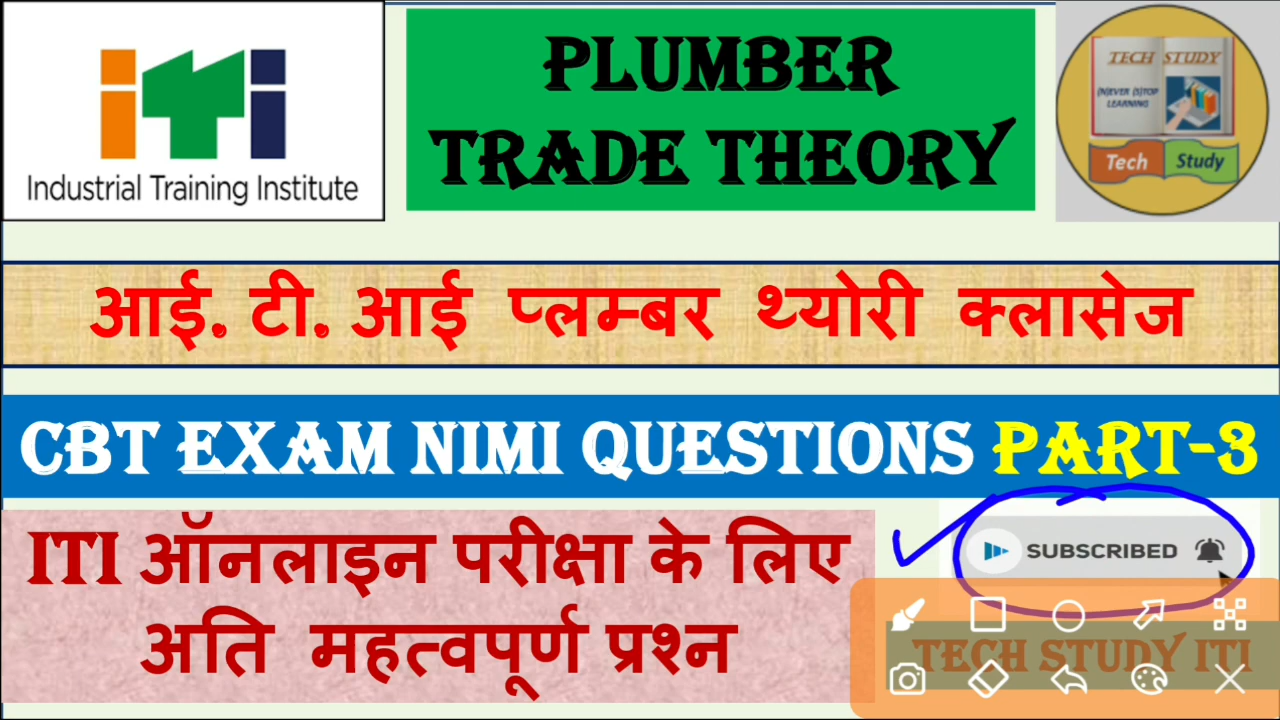 iTi
Industrial Training Institute
PLUMBER
TRADE THEORY
TECH STUDY
(N)EVER (S)TOP
LEARNING
Tech Study
आई. टी. आई प्लम्बर थ्योरी क्लासेज
CBT EXAM NIMI QUESTIONS PART-3
ITI ऑनलाइन परीक्षा के लिए
अति महत्वपूर्ण प्रश्न
SUBSCRIBED
TECH STUDY ITI